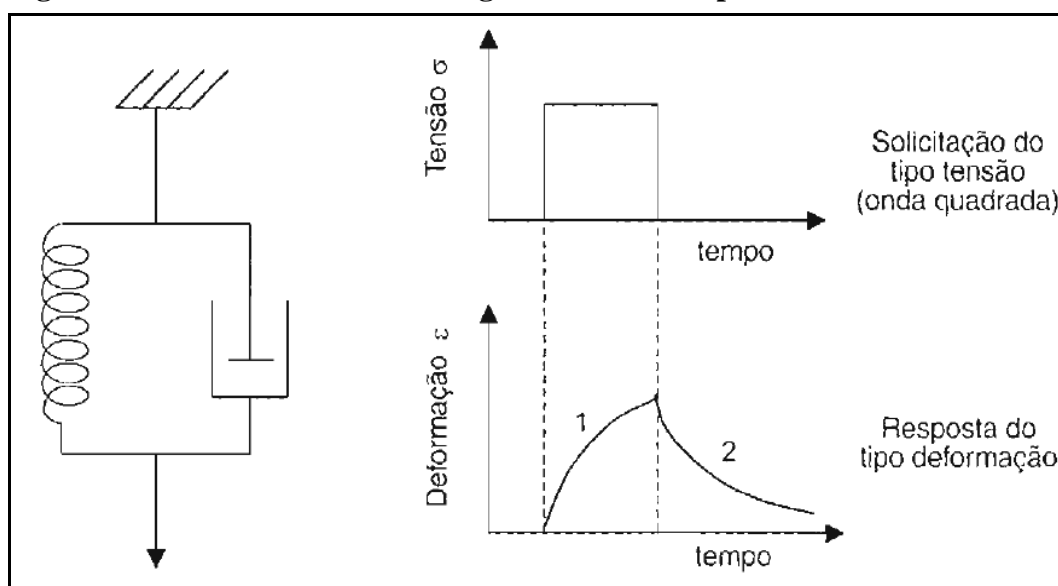 Tensão σ
Solicitação do
tipo tensão
(onda quadrada)
tempo
Deformação ε
1
2
Resposta do
tipo deformação
tempo